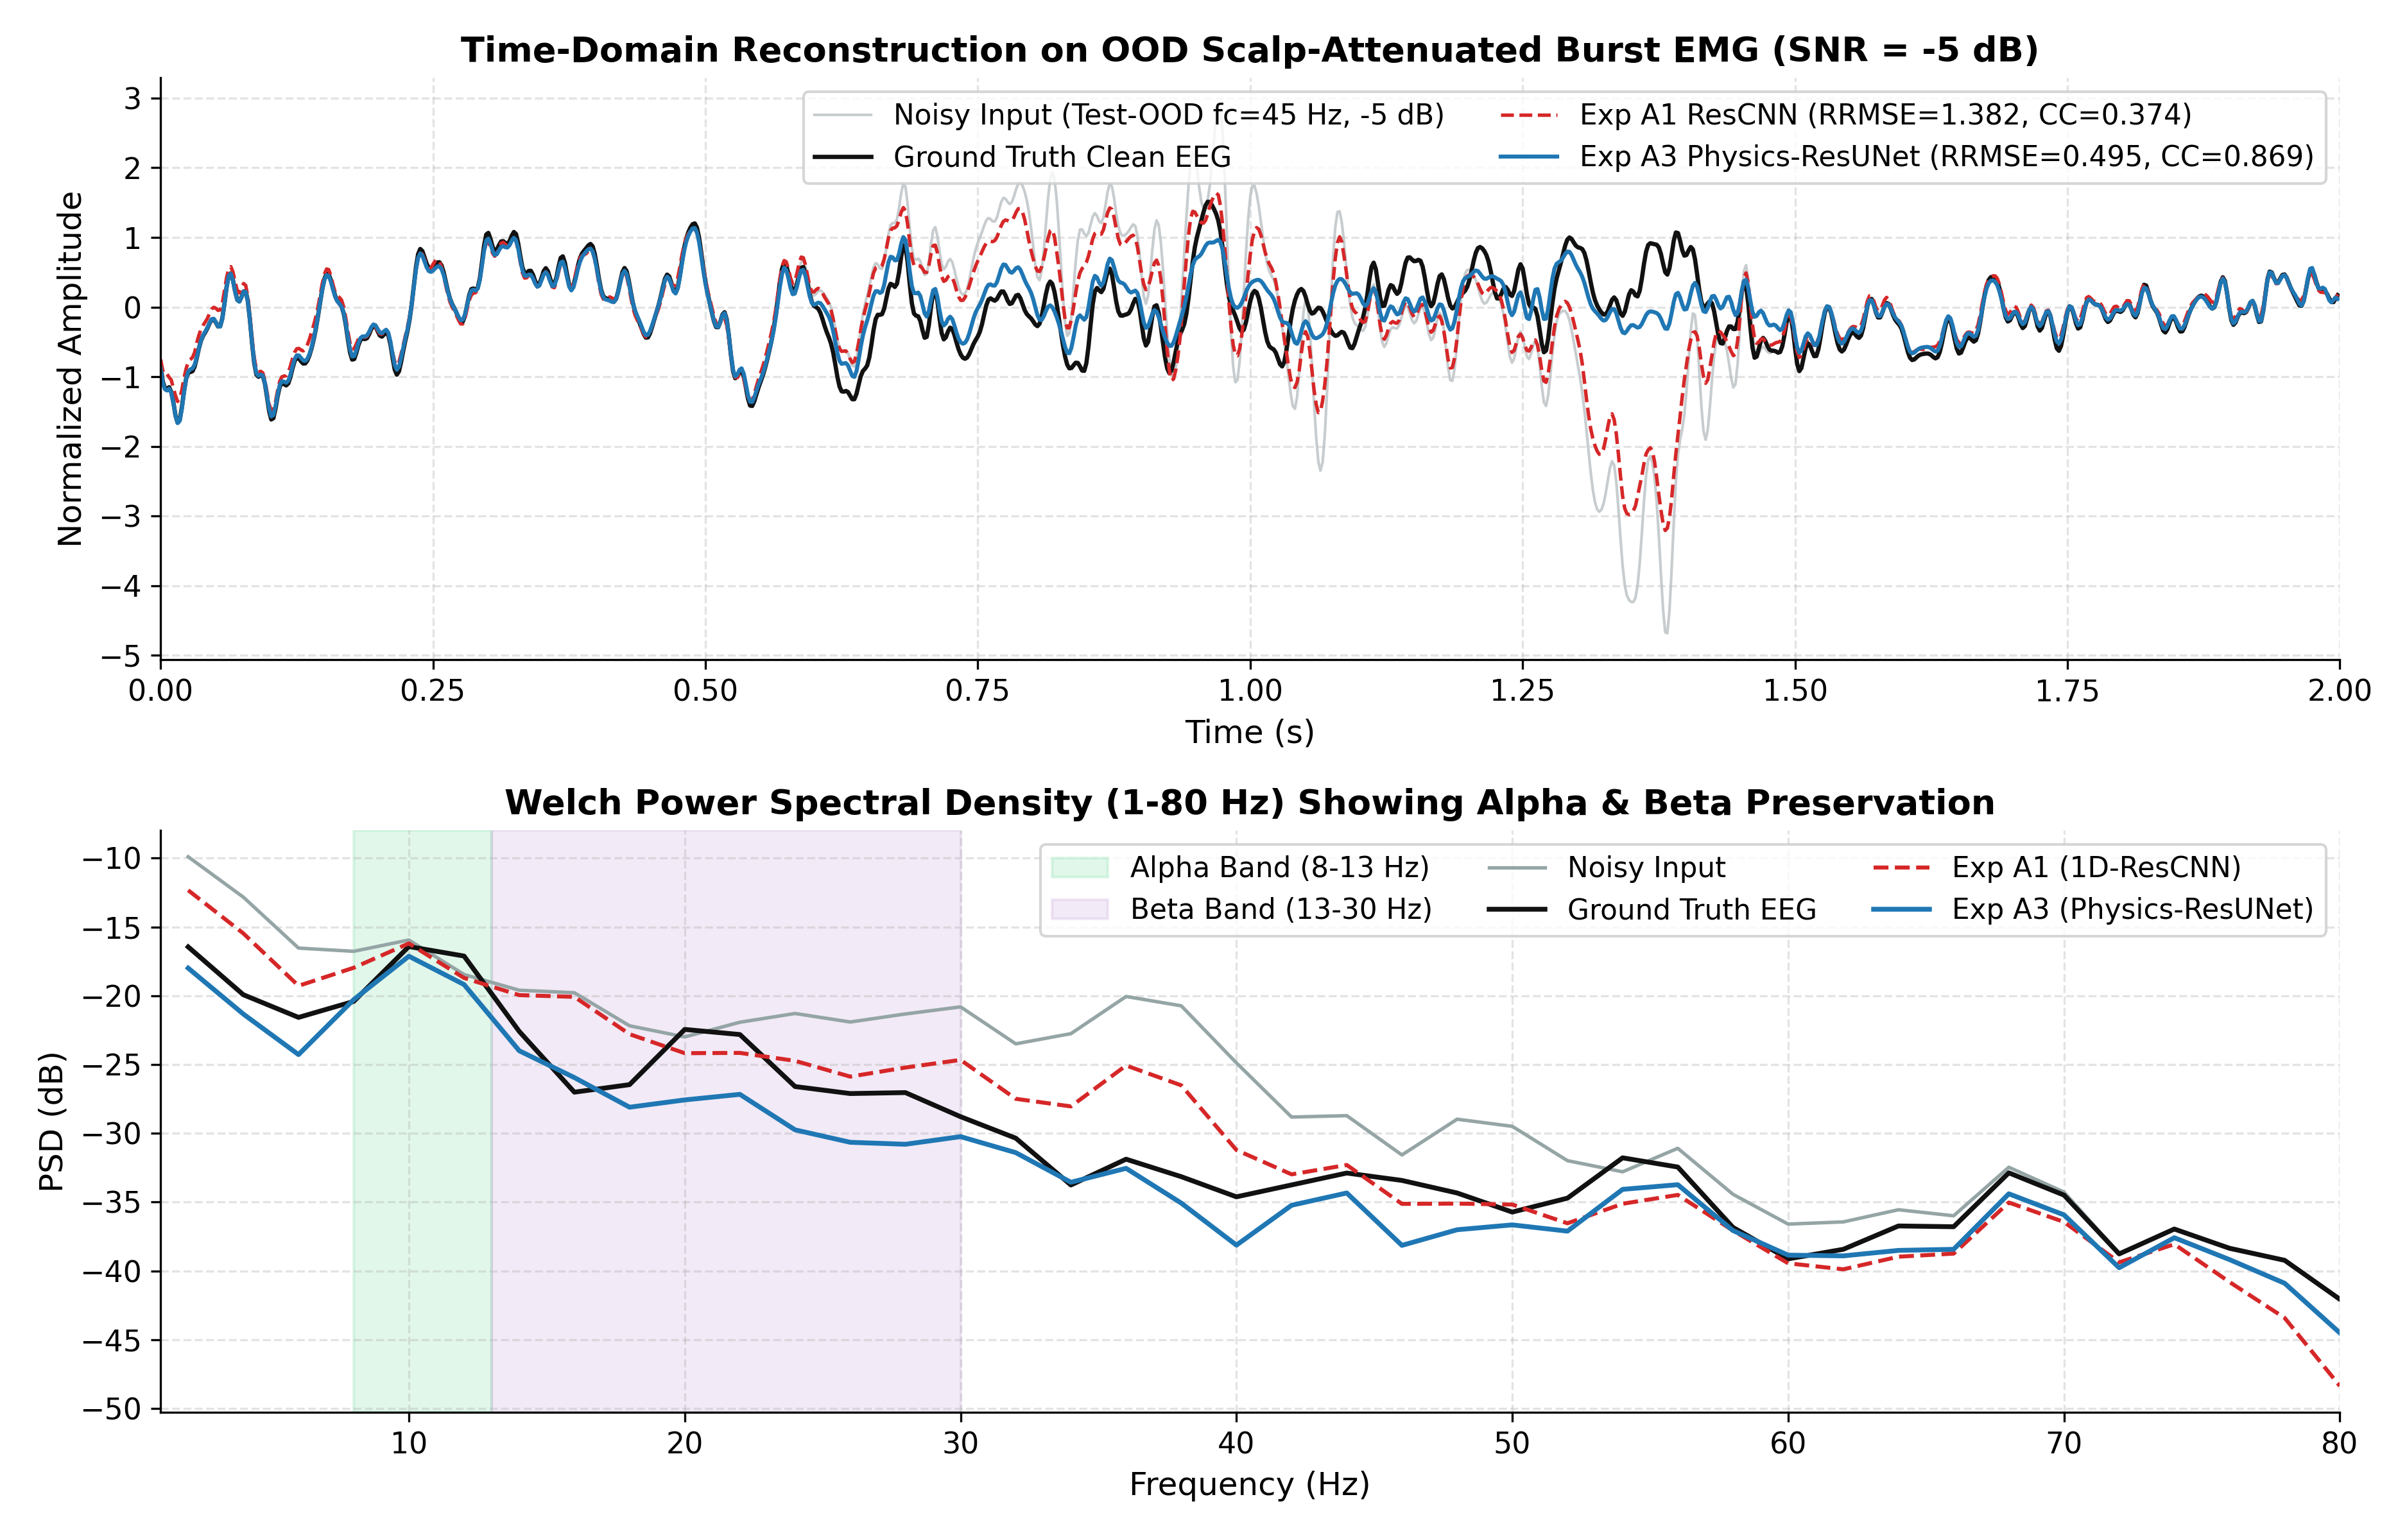 Time-Domain Reconstruction on OOD Scalp-Attenuated Burst EMG (SNR = -5 dB)
Noisy Input (Test-OOD fc=45 Hz, -5 dB)
Ground Truth Clean EEG
Exp A1 ResCNN (RRMSE=1.382, CC=0.374)
Exp A3 Physics-ResUNet (RRMSE=0.495, CC=0.869)
Normalized Amplitude
3
2
1
0
−1
−2
−3
−4
−5
0.00 0.25 0.50 0.75 1.00 1.25 1.50 1.75 2.00
Time (s)
Welch Power Spectral Density (1-80 Hz) Showing Alpha & Beta Preservation
Alpha Band (8-13 Hz)
Beta Band (13-30 Hz)
Noisy Input
Ground Truth EEG
Exp A1 (1D-ResCNN)
Exp A3 (Physics-ResUNet)
PSD (dB)
−10
−15
−20
−25
−30
−35
−40
−45
−50
10 20 30 40 50 60 70 80
Frequency (Hz)